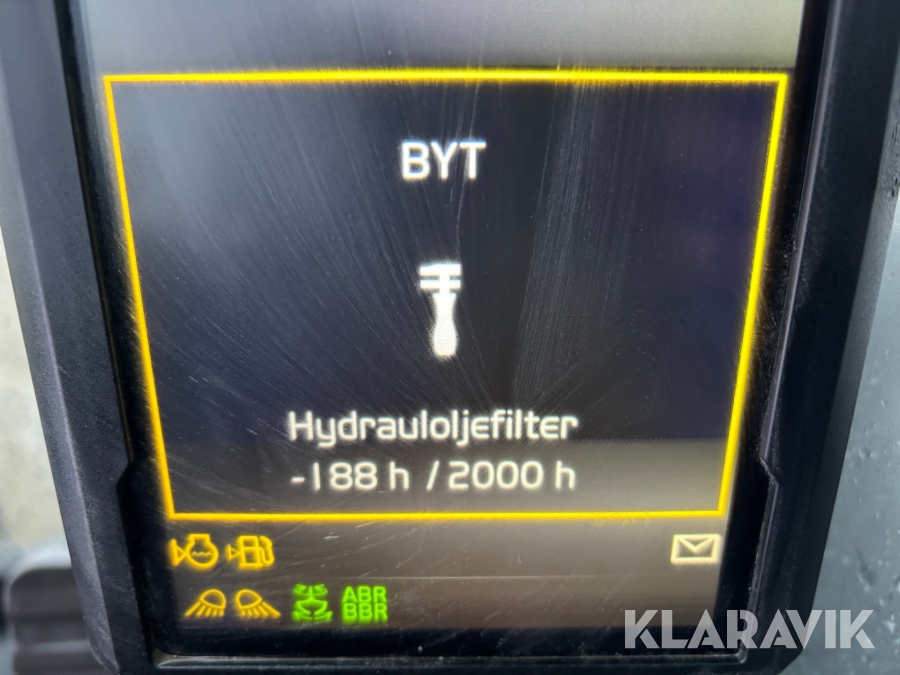 BYT
Hydrauloljefilter
-188 h / 2000 h
ABR
BBR
KLARAVIK